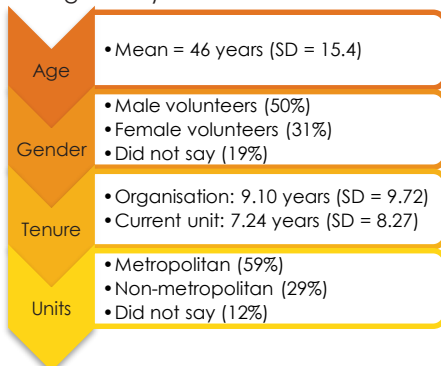 Age
• Mean = 46 years (SD = 15.4)
Gender
• Male volunteers (50%)
• Female volunteers (31%)
• Did not say (19%)
Tenure
• Organisation: 9.10 years (SD = 9.72)
• Current unit: 7.24 years (SD = 8.27)
Units
• Metropolitan (59%)
• Non-metropolitan (29%)
• Did not say (12%)